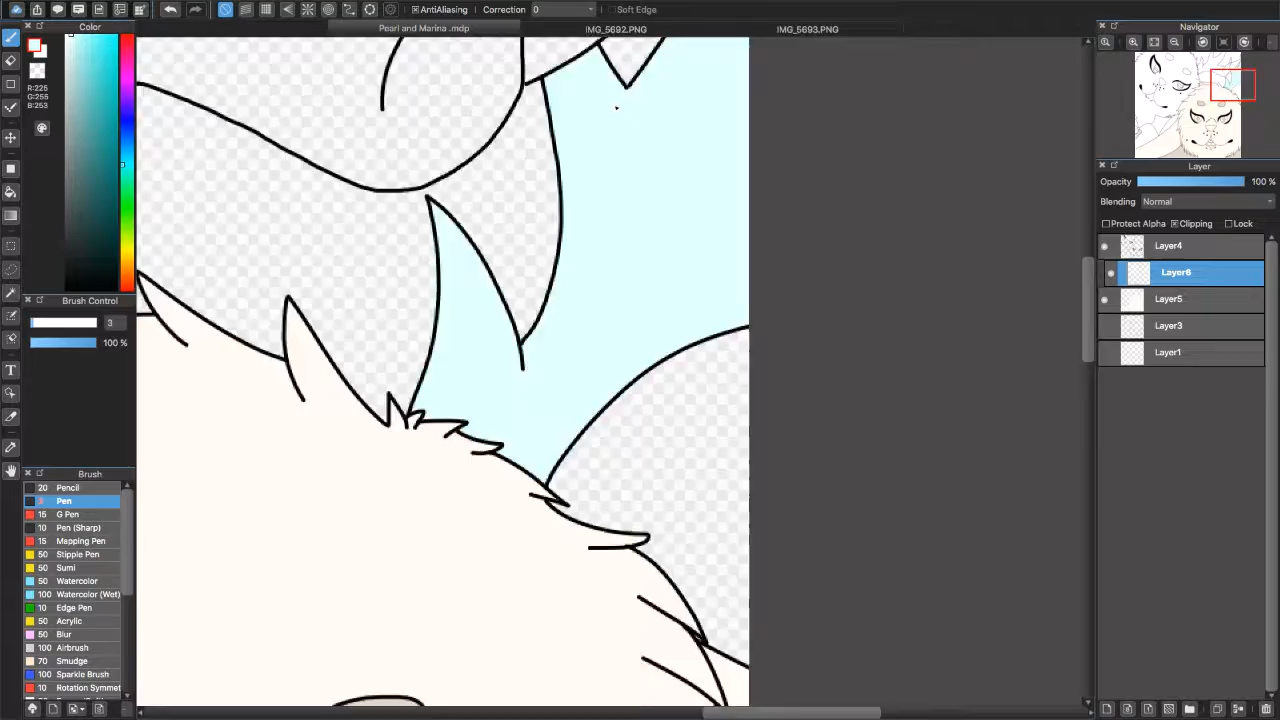 AntiAliasing Correction 0 Soft Edge
Color
Pearl and Marina .mdp IMG_5692.PNG IMG_5693.PNG
Navigator
R:225
G:255
B:253
Brush Control
3
100 %
Layer
Opacity 100 %
Blending Normal
Protect Alpha Clipping Lock
Layer4
Layer6
Layer5
Layer3
Layer1
Brush
20 Pencil
3 Pen
15 G Pen
10 Pen (Sharp)
15 Mapping Pen
50 Stipple Pen
50 Sumi
50 Watercolor
100 Watercolor (Wet)
10 Edge Pen
50 Acrylic
50 Blur
100 Airbrush
70 Smudge
100 Sparkle Brush
10 Rotation Symmet